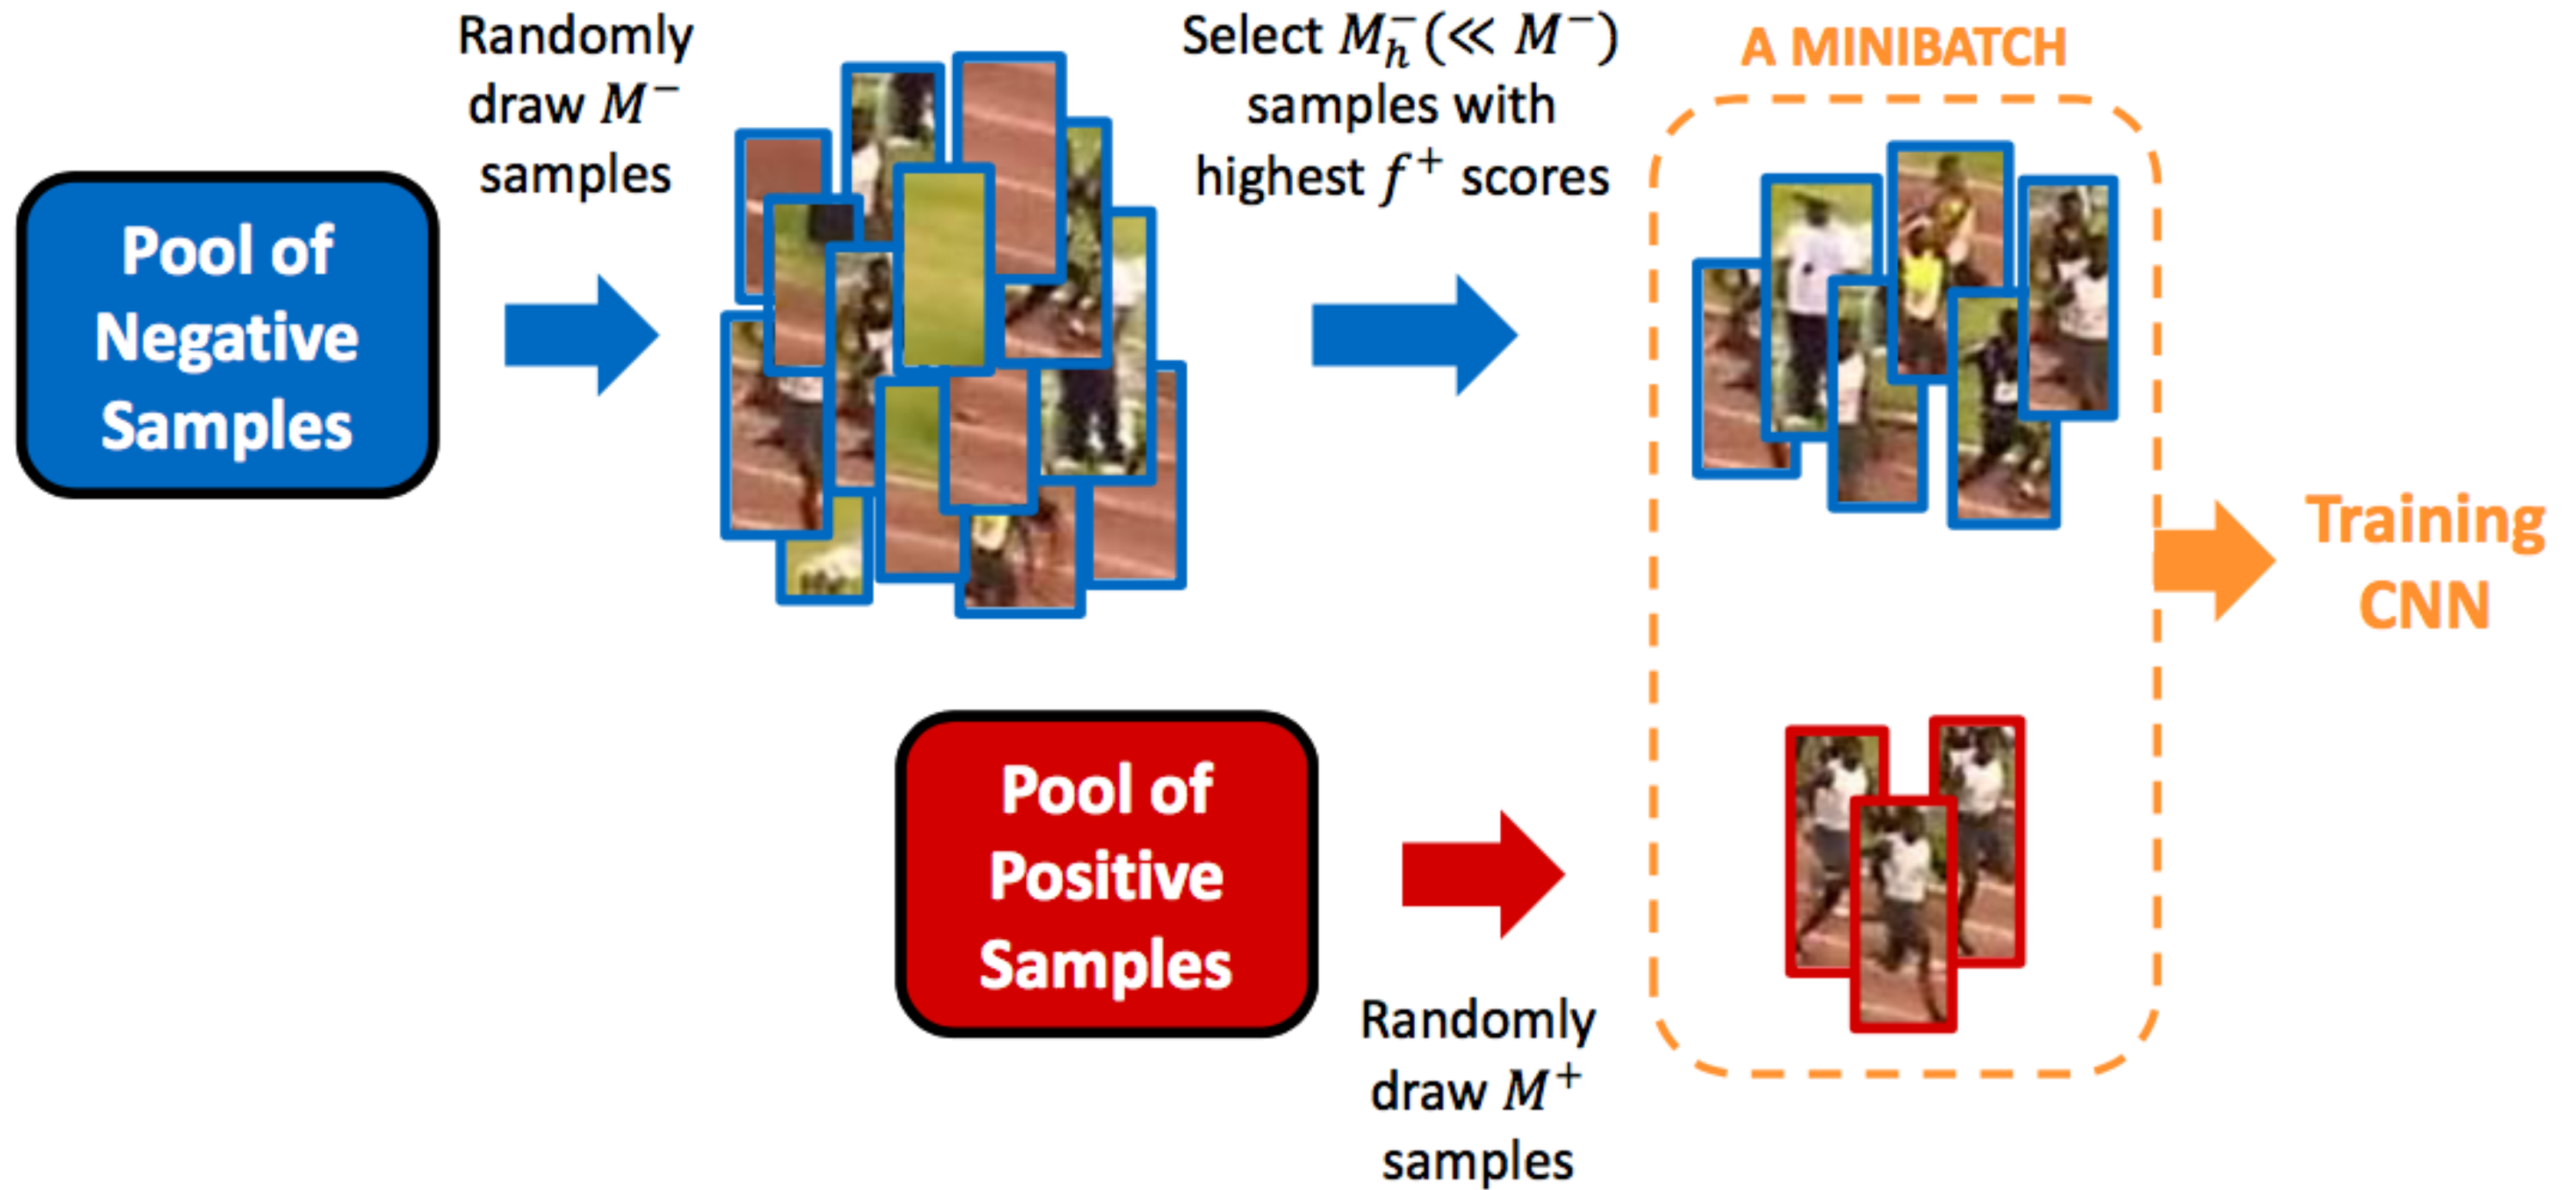 Randomly
draw M⁻
samples
Select M_h⁻(≪ M⁻)
samples with
highest f⁺ scores
A MINIBATCH
Pool of
Negative
Samples
Training
CNN
Pool of
Positive
Samples
Randomly
draw M⁺
samples